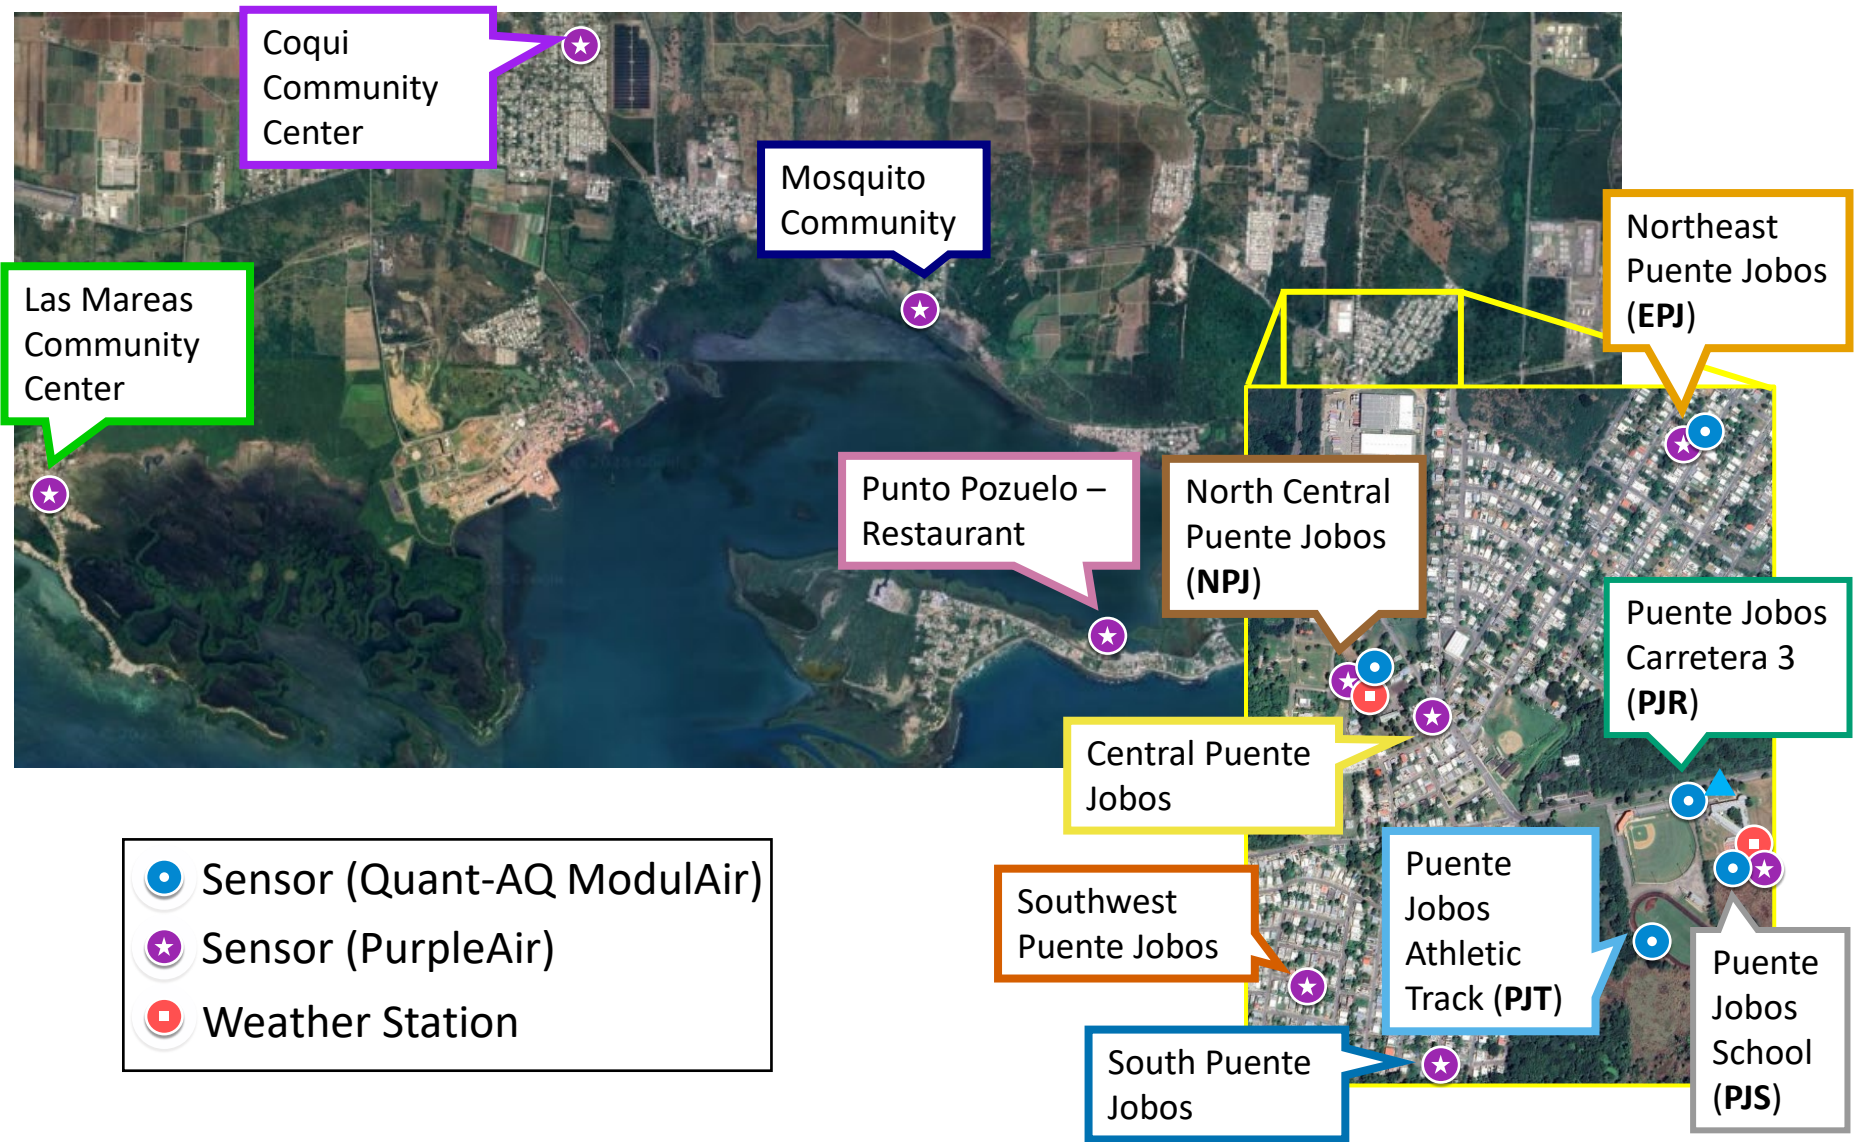 Coqui
Community
Center
Mosquito
Community
Northeast
Puente Jobos
(EPJ)
Las Mareas
Community
Center
Punto Pozuelo –
Restaurant
North Central
Puente Jobos
(NPJ)
Puente Jobos
Carretera 3
(PJR)
Central Puente
Jobos
Puente
Jobos
Athletic
Track (PJT)
Southwest
Puente Jobos
Puente
Jobos
School
(PJS)
South Puente
Jobos
Sensor (Quant-AQ ModulAir)
Sensor (PurpleAir)
Weather Station